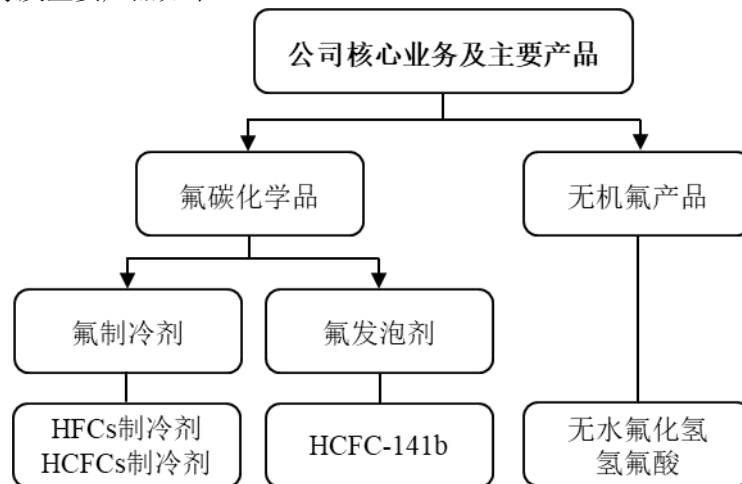 公司核心业务及主要产品
氟碳化学品
无机氟产品
氟制冷剂
氟发泡剂
HFCs制冷剂
HCFCs制冷剂
HCFC-141b
无水氟化氢
氢氟酸